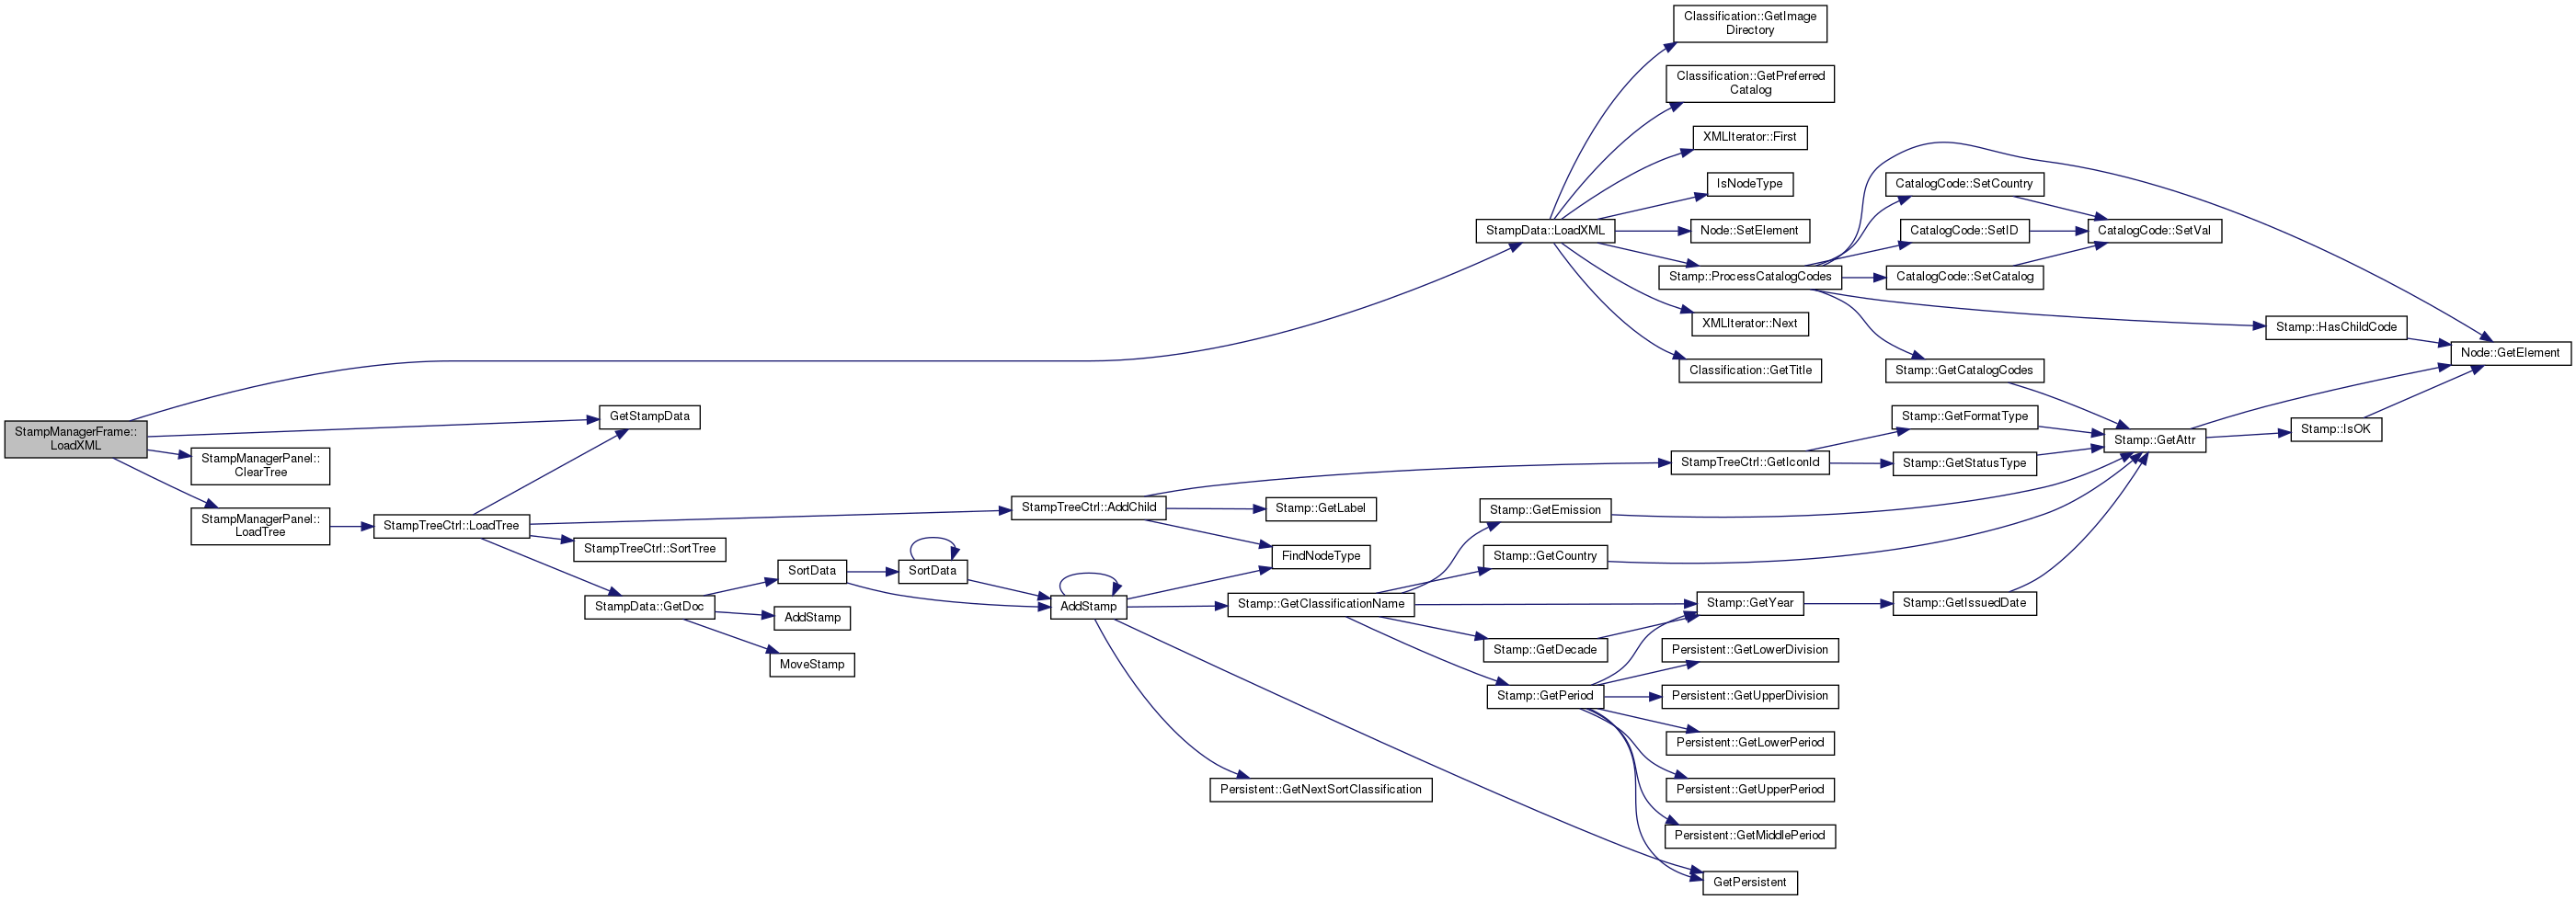 StampManagerFrame::
LoadXML
GetStampData
StampManagerPanel::
ClearTree
StampManagerPanel::
LoadTree
StampTreeCtrl::LoadTree
StampTreeCtrl::SortTree
StampData::GetDoc
SortData
AddStamp
MoveStamp
SortData
AddStamp
StampTreeCtrl::AddChild
Stamp::GetLabel
FindNodeType
Stamp::GetClassificationName
Persistent::GetNextSortClassification
StampData::LoadXML
Classification::GetImage
Directory
Classification::GetPreferred
Catalog
XMLIterator::First
IsNodeType
Node::SetElement
Stamp::ProcessCatalogCodes
XMLIterator::Next
Classification::GetTitle
StampTreeCtrl::GetIconId
Stamp::GetEmission
Stamp::GetCountry
Stamp::GetYear
Stamp::GetDecade
Stamp::GetPeriod
Persistent::GetLowerDivision
Persistent::GetUpperDivision
Persistent::GetLowerPeriod
Persistent::GetUpperPeriod
Persistent::GetMiddlePeriod
GetPersistent
CatalogCode::SetCountry
CatalogCode::SetID
CatalogCode::SetCatalog
CatalogCode::SetVal
Stamp::HasChildCode
Stamp::GetCatalogCodes
Stamp::GetFormatType
Stamp::GetStatusType
Stamp::GetIssuedDate
Stamp::GetAttr
Stamp::IsOK
Node::GetElement